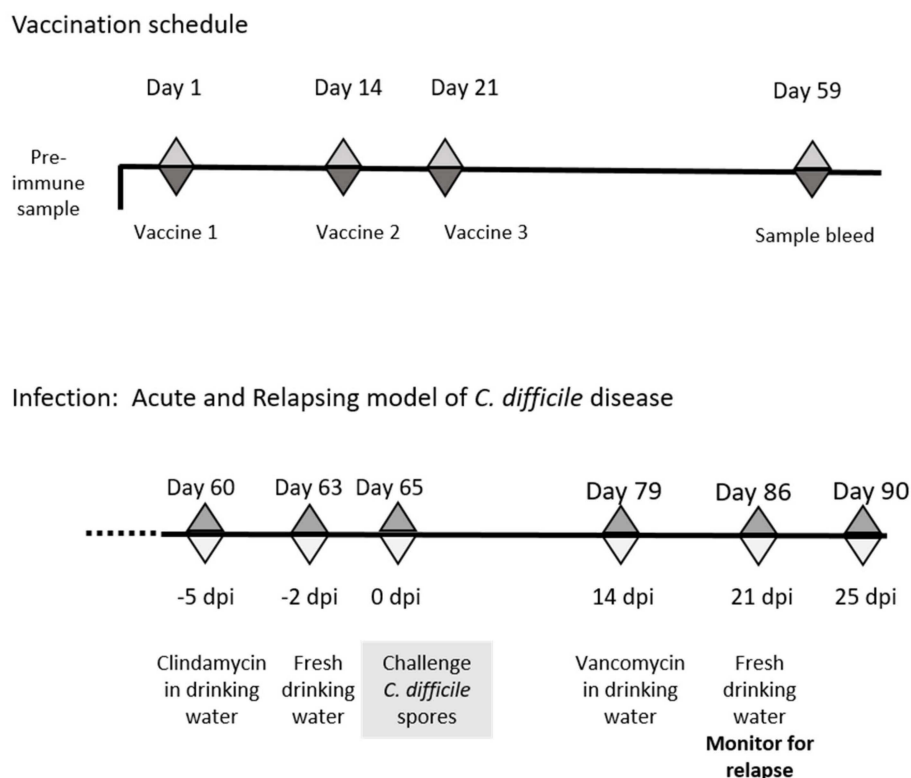 Vaccination schedule
Day 1
Day 14
Day 21
Day 59
Pre-
immune
sample
Vaccine 1
Vaccine 2
Vaccine 3
Sample bleed
Infection: Acute and Relapsing model of C. difficile disease
Day 60
Day 63
Day 65
Day 79
Day 86
Day 90
-5 dpi
-2 dpi
0 dpi
14 dpi
21 dpi
25 dpi
Clindamycin
in drinking
water
Fresh
drinking
water
Challenge
C. difficile
spores
Vancomycin
in drinking
water
Fresh
drinking
water
Monitor for
relapse